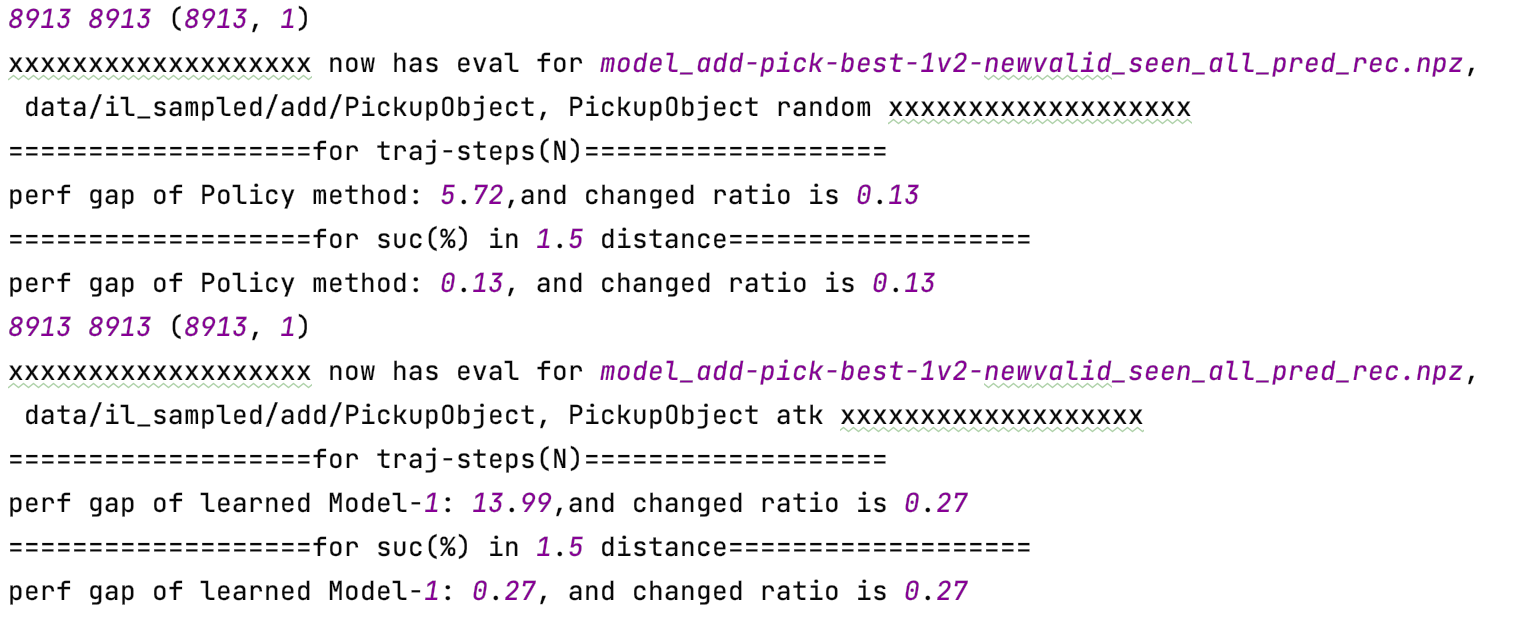 8913 8913 (8913, 1)
xxxxxxxxxxxxxxxxxxx now has eval for model_add-pick-best-1v2-newvalid_seen_all_pred_rec.npz,
data/il_sampled/add/PickupObject, PickupObject random xxxxxxxxxxxxxxxxxxx
===================for traj-steps(N)===================
perf gap of Policy method: 5.72,and changed ratio is 0.13
===================for suc(%) in 1.5 distance===================
perf gap of Policy method: 0.13, and changed ratio is 0.13
8913 8913 (8913, 1)
xxxxxxxxxxxxxxxxxxx now has eval for model_add-pick-best-1v2-newvalid_seen_all_pred_rec.npz,
data/il_sampled/add/PickupObject, PickupObject atk xxxxxxxxxxxxxxxxxxx
===================for traj-steps(N)===================
perf gap of learned Model-1: 13.99,and changed ratio is 0.27
===================for suc(%) in 1.5 distance===================
perf gap of learned Model-1: 0.27, and changed ratio is 0.27